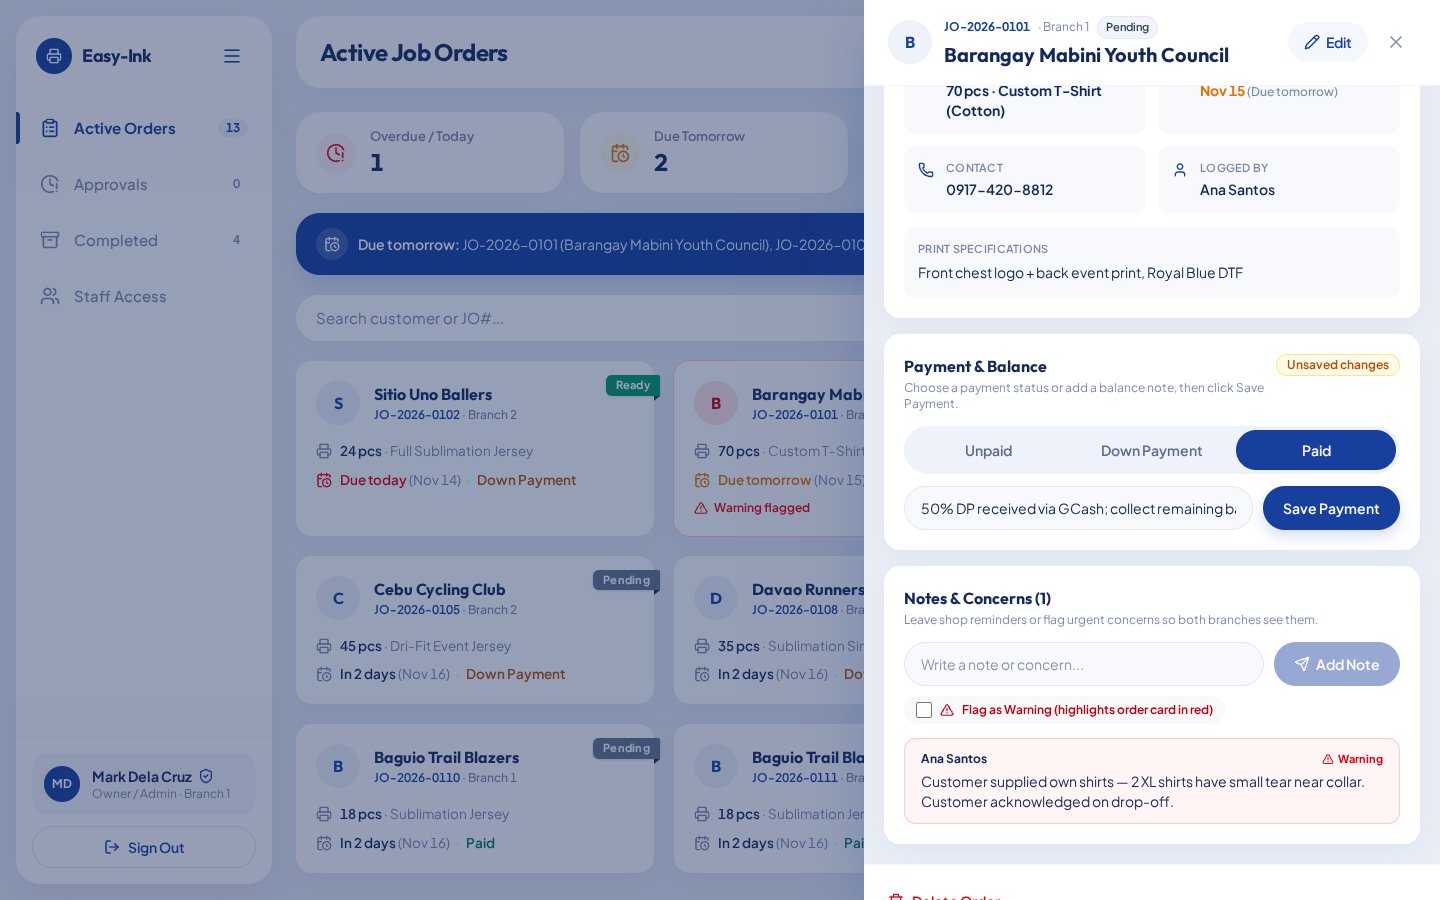 Easy-Ink
Active Orders 13
Approvals 0
Completed 4
Staff Access
MD
Mark Dela Cruz
Owner / Admin · Branch 1
Sign Out
Active Job Orders
Overdue / Today
1
Due Tomorrow
2
Due tomorrow: JO-2026-0101 (Barangay Mabini Youth Council), JO-2026-010
Search customer or JO#...
S
Sitio Uno Ballers
JO-2026-0102 · Branch 2
Ready
24 pcs · Full Sublimation Jersey
Due today (Nov 14) · Down Payment
B
Barangay Mab
JO-2026-0101 · Bra
70 pcs · Custom T-Shirt
Due tomorrow (Nov 15)
Warning flagged
C
Cebu Cycling Club
JO-2026-0105 · Branch 2
Pending
45 pcs · Dri-Fit Event Jersey
In 2 days (Nov 16) · Down Payment
D
Davao Runners
JO-2026-0108 · Bra
35 pcs · Sublimation Sin
In 2 days (Nov 16) · Do
B
Baguio Trail Blazers
JO-2026-0110 · Branch 1
Pending
18 pcs · Sublimation Jersey
In 2 days (Nov 16) · Paid
B
Baguio Trail Bla
JO-2026-0111 · Bra
18 pcs · Sublimation Jer
In 2 days (Nov 16) · Pai
B
JO-2026-0101 · Branch 1 Pending
Barangay Mabini Youth Council
Edit
70 pcs · Custom T-Shirt
(Cotton)
Nov 15 (Due tomorrow)
CONTACT
0917-420-8812
LOGGED BY
Ana Santos
PRINT SPECIFICATIONS
Front chest logo + back event print, Royal Blue DTF
Payment & Balance
Unsaved changes
Choose a payment status or add a balance note, then click Save
Payment.
Unpaid Down Payment Paid
50% DP received via GCash; collect remaining ba
Save Payment
Notes & Concerns (1)
Leave shop reminders or flag urgent concerns so both branches see them.
Write a note or concern...
Add Note
Flag as Warning (highlights order card in red)
Ana Santos
Warning
Customer supplied own shirts — 2 XL shirts have small tear near collar.
Customer acknowledged on drop-off.
Delete Order